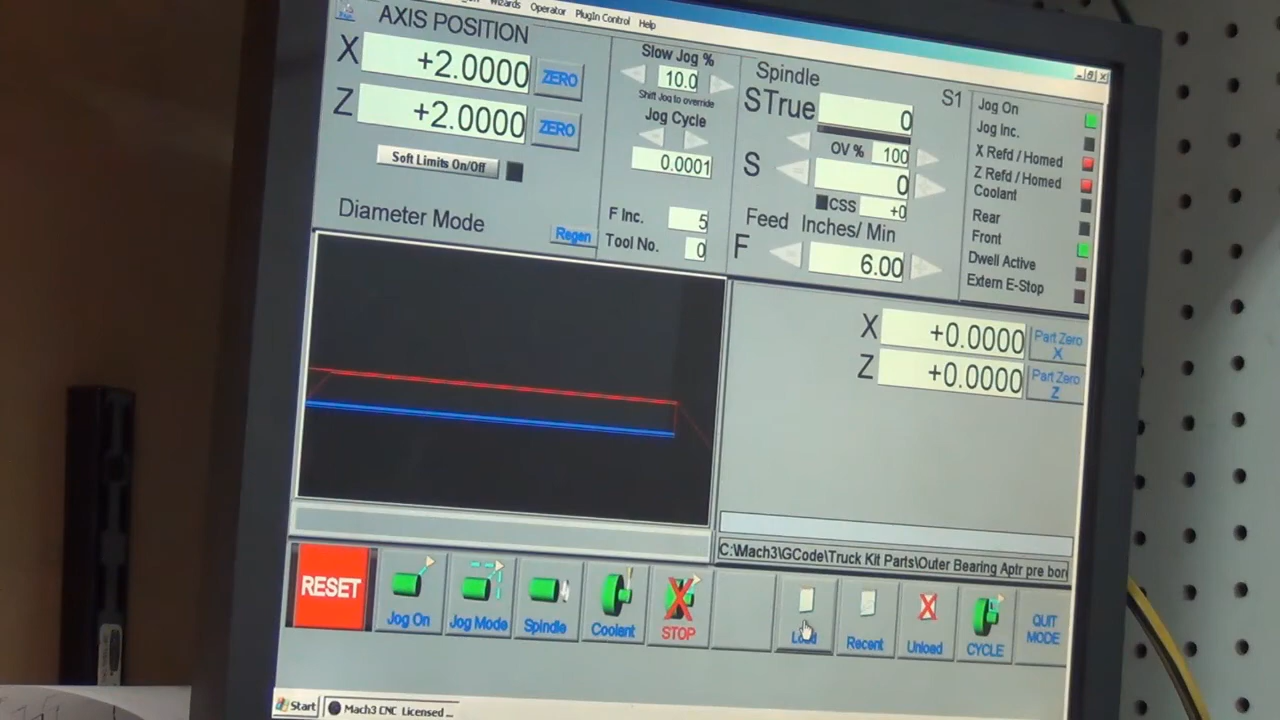 Wizards Operator PlugIn Control Help
AXIS POSITION
X +2.0000 ZERO
Z +2.0000 ZERO
Soft Limits On/Off
Diameter Mode
Regen
Slow Jog %
10.0
Shift Jog to override
Jog Cycle
0.0001
F Inc. 5
Tool No. 0
Spindle
STrue 0 S1
OV % 100
S 0
CSS +0
Feed Inches/ Min
F 6.00
Jog On
Jog Inc.
X Refd / Homed
Z Refd / Homed
Coolant
Rear
Front
Dwell Active
Extern E-Stop
X +0.0000 Part Zero X
Z +0.0000 Part Zero Z
C:\Mach3\GCode\Truck Kit Parts\Outer Bearing Aptr pre bor
RESET
Jog On
Jog Mode
Spindle
Coolant
STOP
Load
Recent
Unload
CYCLE
QUIT
MODE
Start
Mach3 CNC Licensed ...